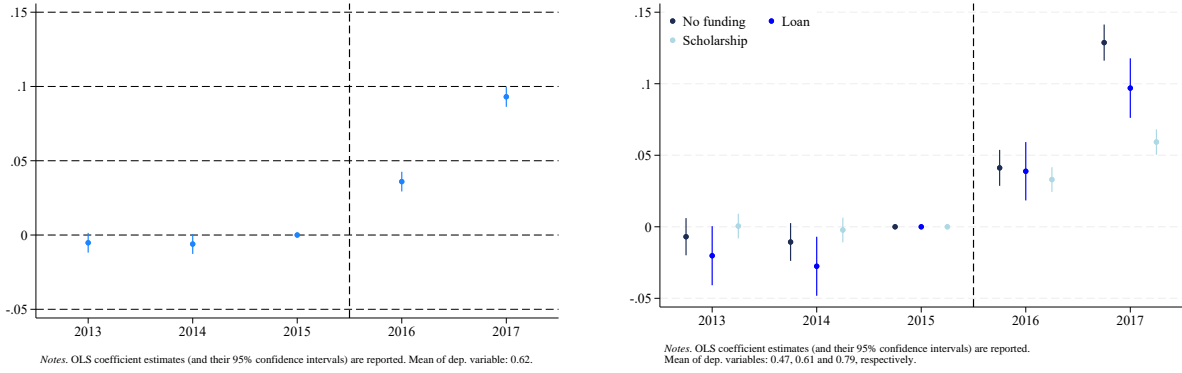 .15
.1
.05
0
-.05
2013 2014 2015 2016 2017
Notes. OLS coefficient estimates (and their 95% confidence intervals) are reported. Mean of dep. variable: 0.62.
No funding Loan
Scholarship
.15
.1
.05
0
-.05
2013 2014 2015 2016 2017
Notes. OLS coefficient estimates (and their 95% confidence intervals) are reported.
Mean of dep. variables: 0.47, 0.61 and 0.79, respectively.